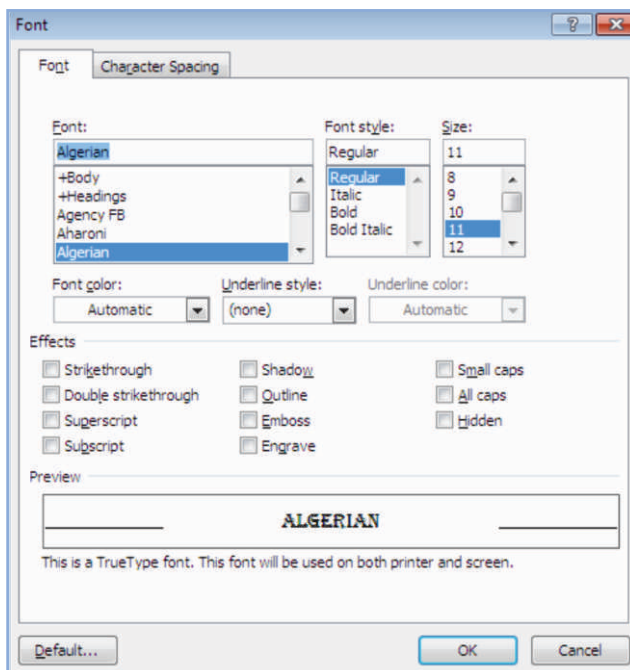 Font
Font Character Spacing
Font: Font style: Size:
Algerian Regular 11
+Body Regular 8
+Headings Italic 9
Agency FB Bold 10
Aharoni Bold Italic 11
Algerian 12
Font color: Underline style: Underline color:
Automatic (none) Automatic
Effects
Strikethrough Shadow Small caps
Double strikethrough Outline All caps
Superscript Emboss Hidden
Subscript Engrave
Preview
ALGERIAN
This is a TrueType font. This font will be used on both printer and screen.
Default... OK Cancel